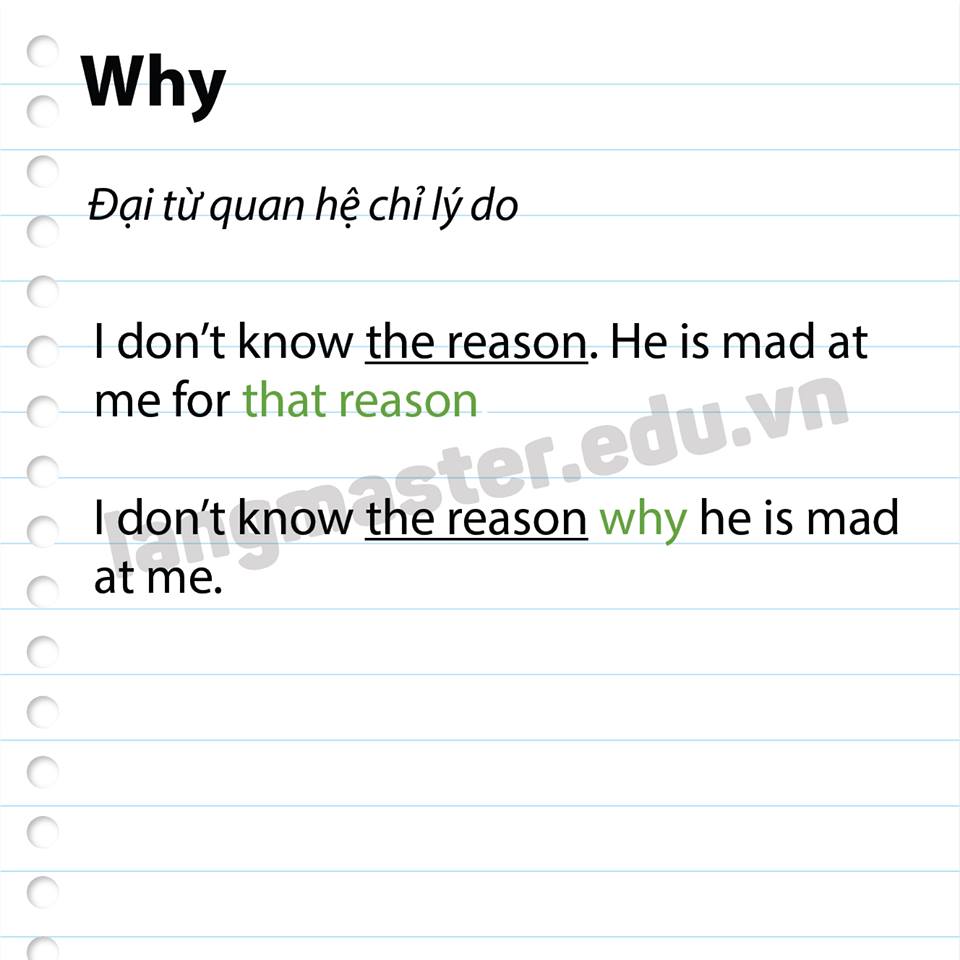 Why
Đại từ quan hệ chỉ lý do
I don't know the reason. He is mad at
me for that reason
langmaster.edu.vn
I don't know the reason why he is mad
at me.